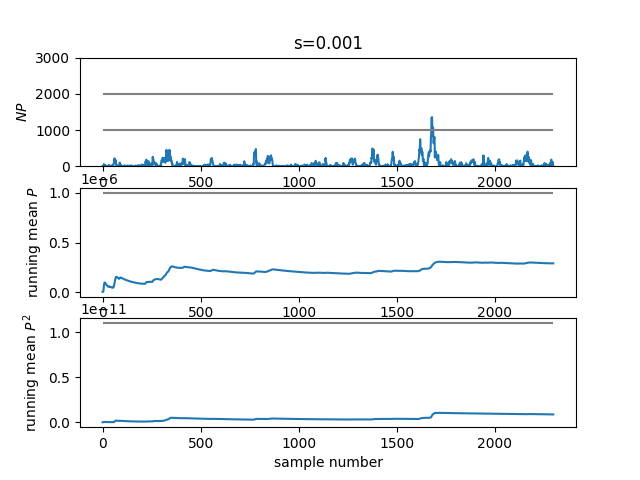 s=0.001
3000
2000
1000
0
NP
0 500 1000 1500 2000
1e−6
1.0
0.5
0.0
running mean P
0 500 1000 1500 2000
1e−11
1.0
0.5
0.0
running mean P²
0 500 1000 1500 2000
sample number